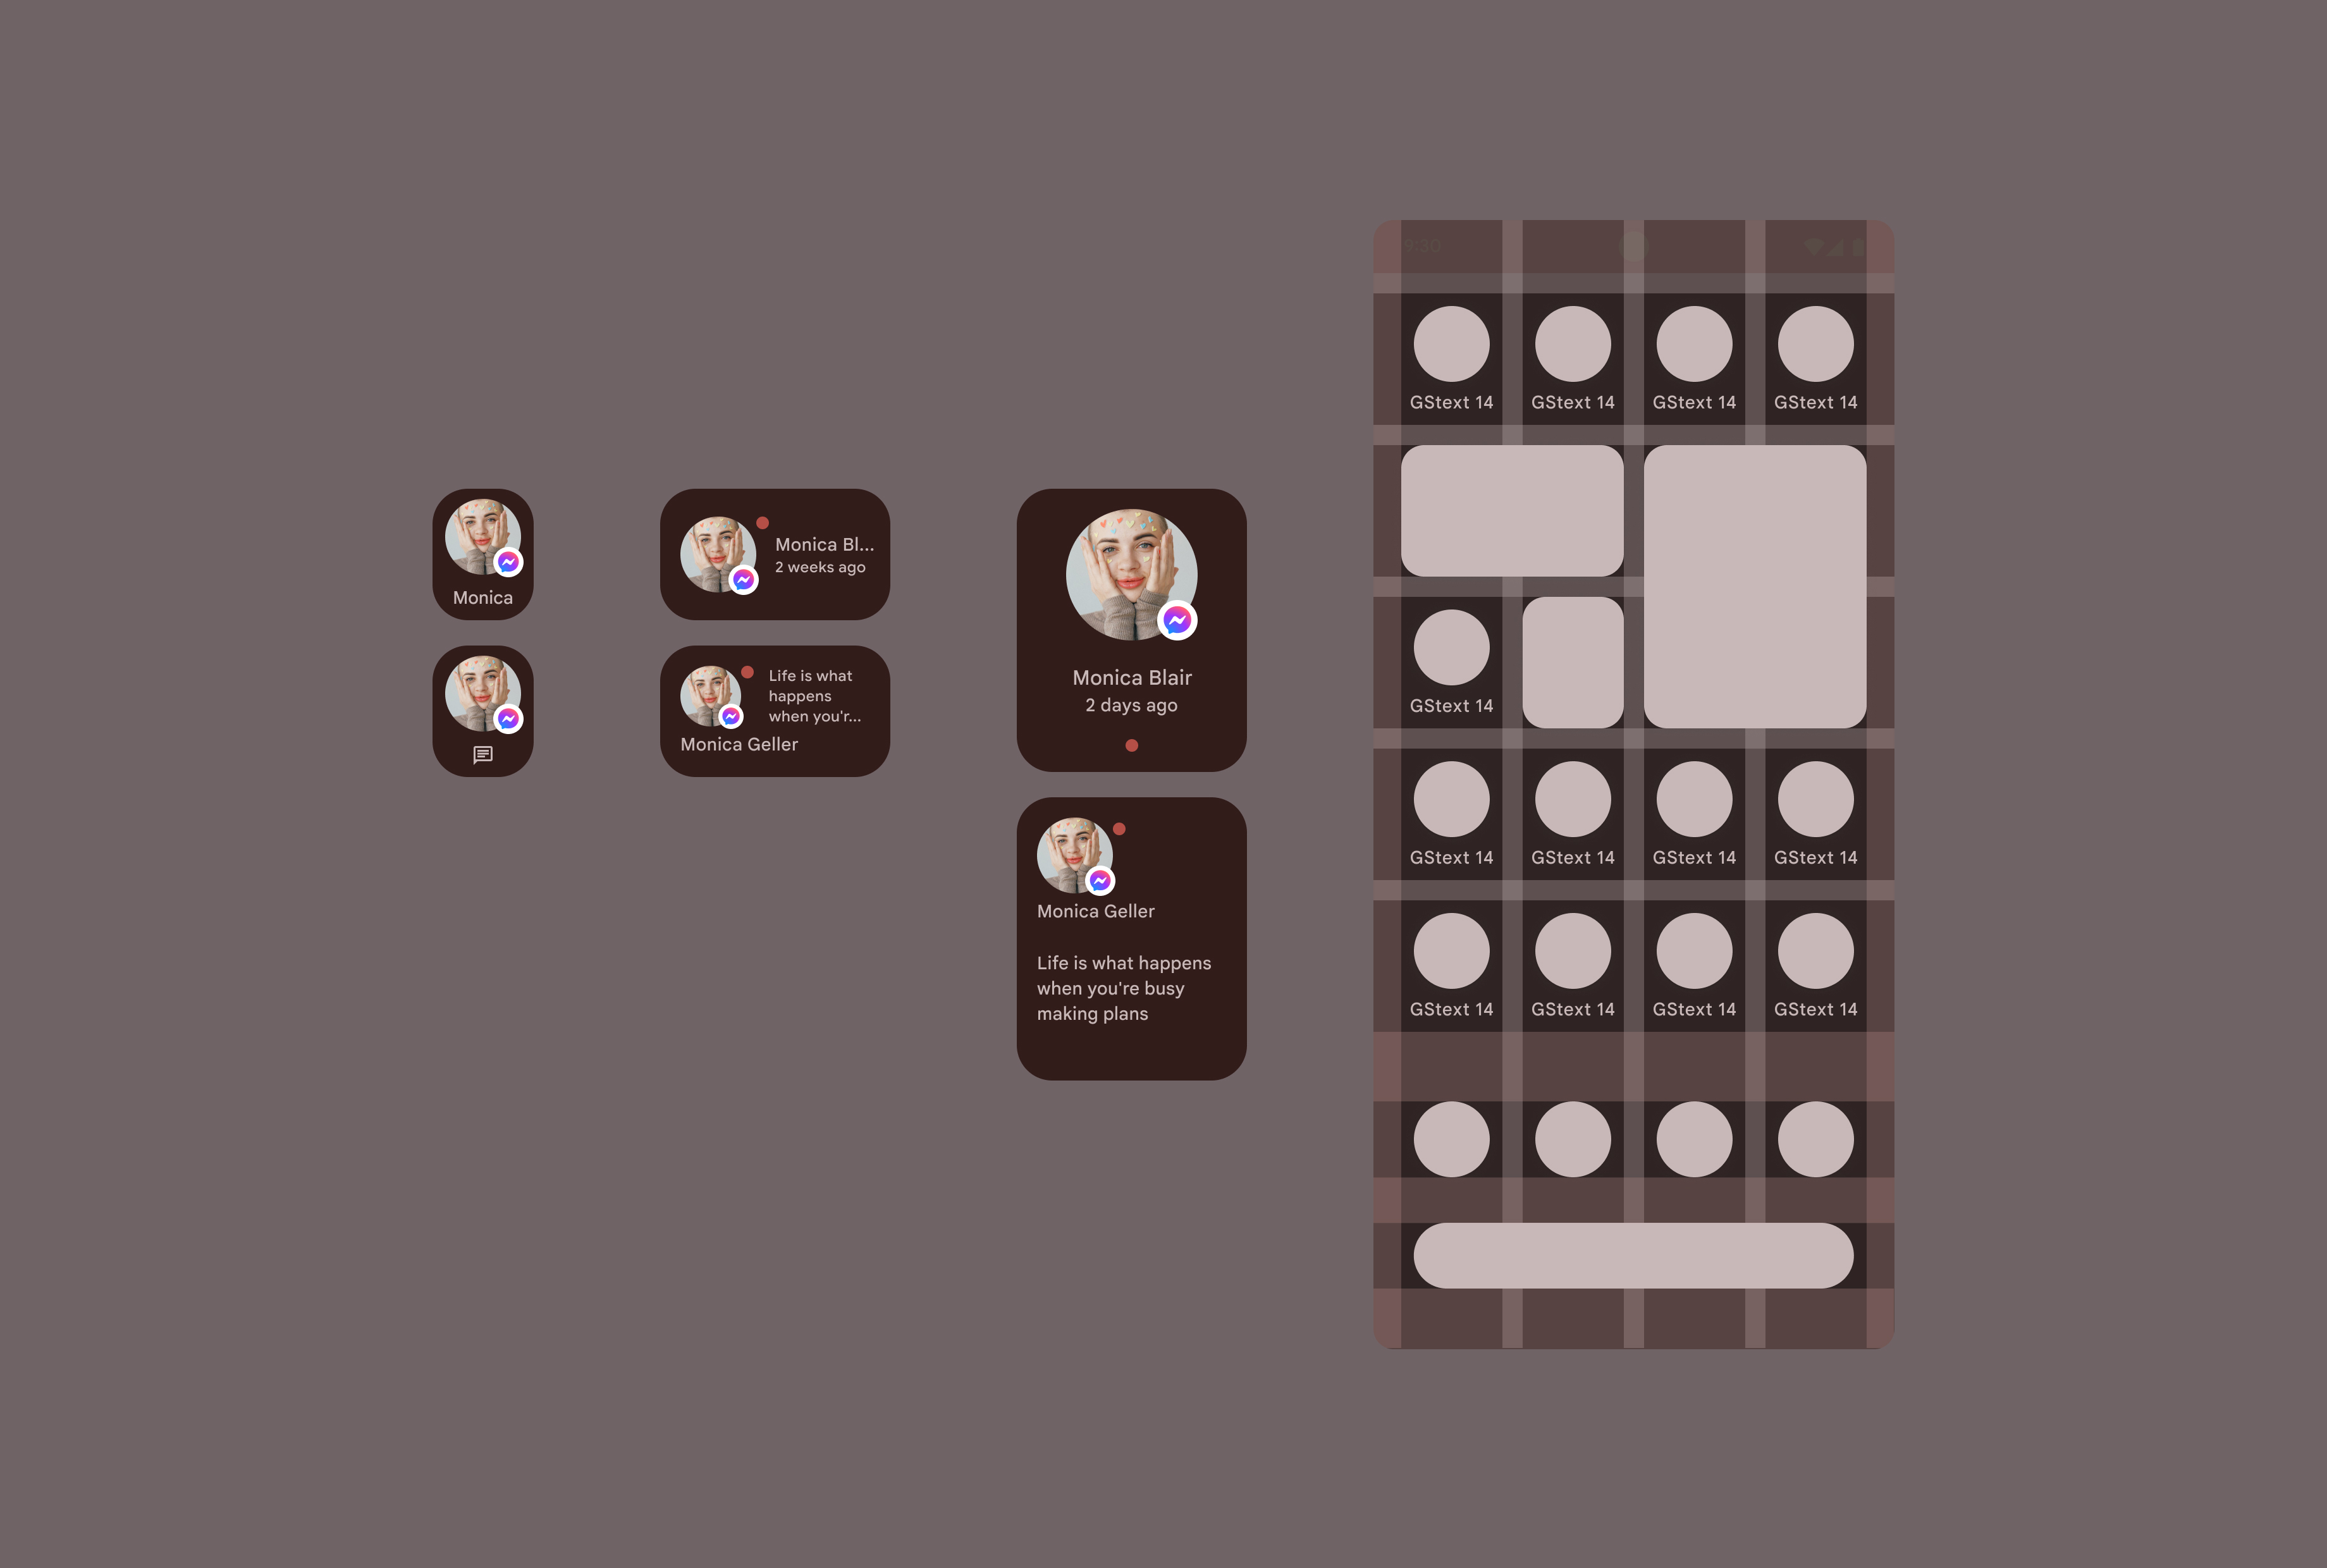 Monica
Monica Bl...
2 weeks ago
Life is what
happens
when you'r...
Monica Geller
Monica Blair
2 days ago
Monica Geller
Life is what happens
when you're busy
making plans
9:30
GStext 14 GStext 14 GStext 14 GStext 14
GStext 14
GStext 14 GStext 14 GStext 14 GStext 14
GStext 14 GStext 14 GStext 14 GStext 14